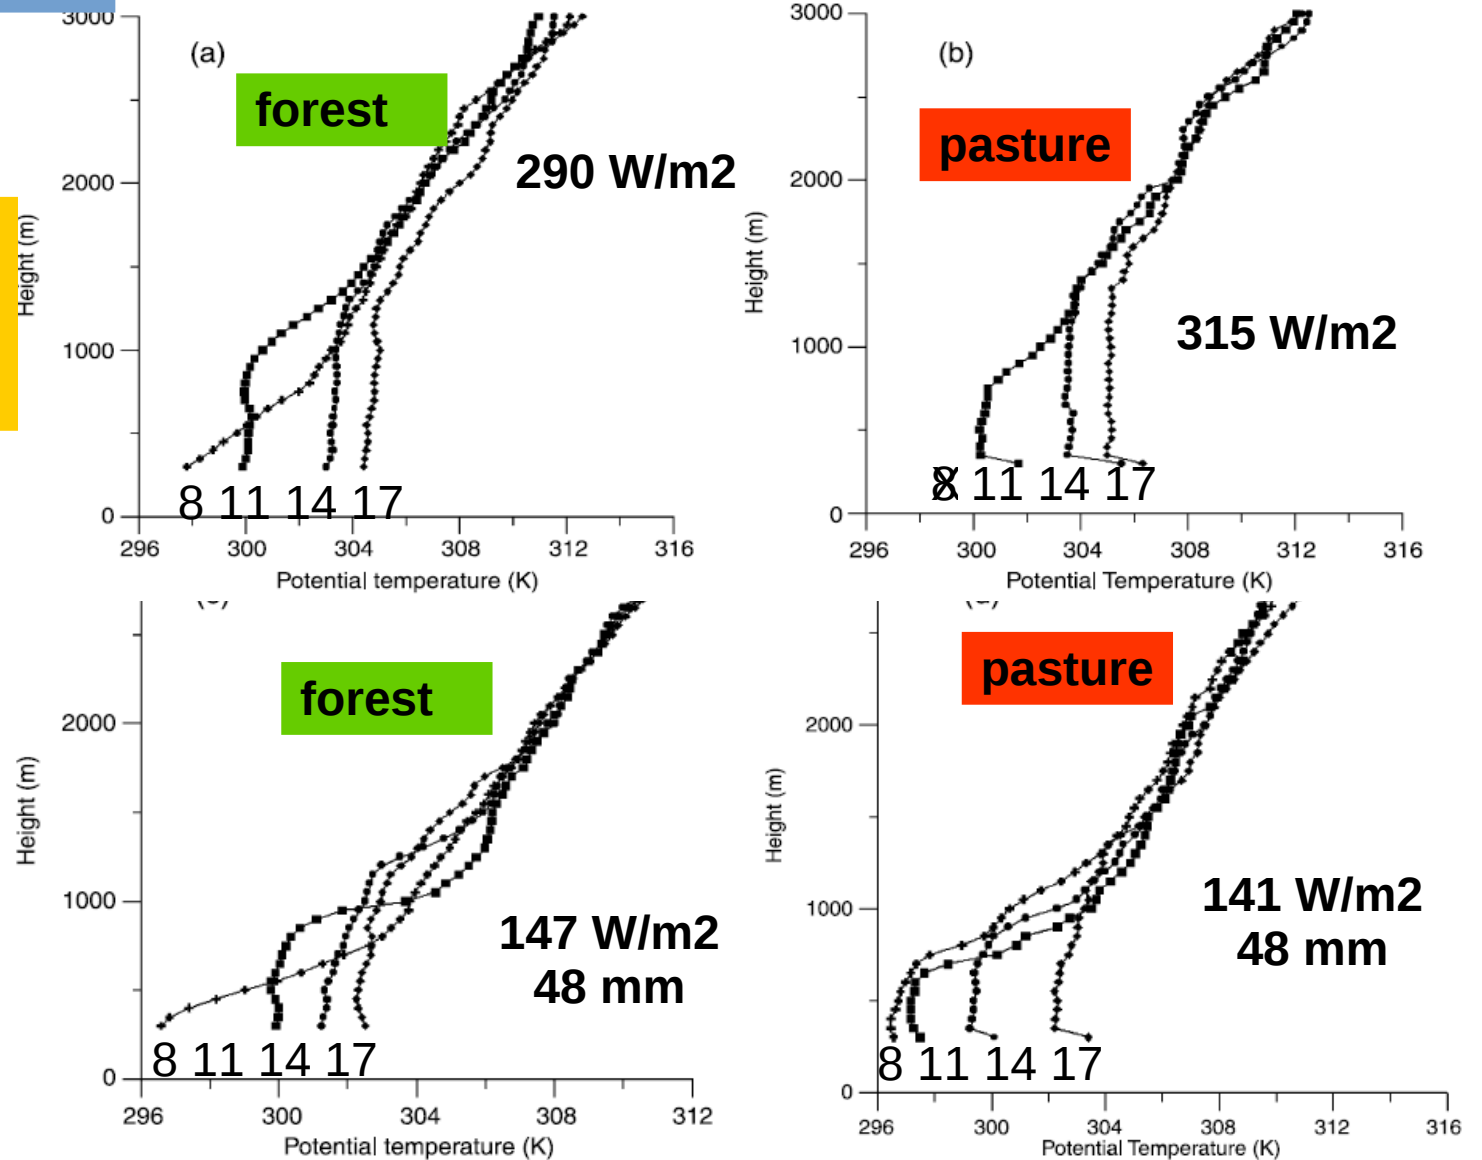 3000
(a)
forest
290 W/m2
2000
Height (m)
1000
8 11 14 17
0
296 300 304 308 312 316
Potential temperature (K)
3000
(b)
pasture
2000
Height (m)
315 W/m2
1000
8 11 14 17
0
296 300 304 308 312 316
Potential Temperature (K)
forest
2000
Height (m)
1000
147 W/m2
48 mm
8 11 14 17
0
296 300 304 308 312
Potential temperature (K)
pasture
2000
Height (m)
1000
141 W/m2
48 mm
8 11 14 17
0
296 300 304 308 312 316
Potential Temperature (K)